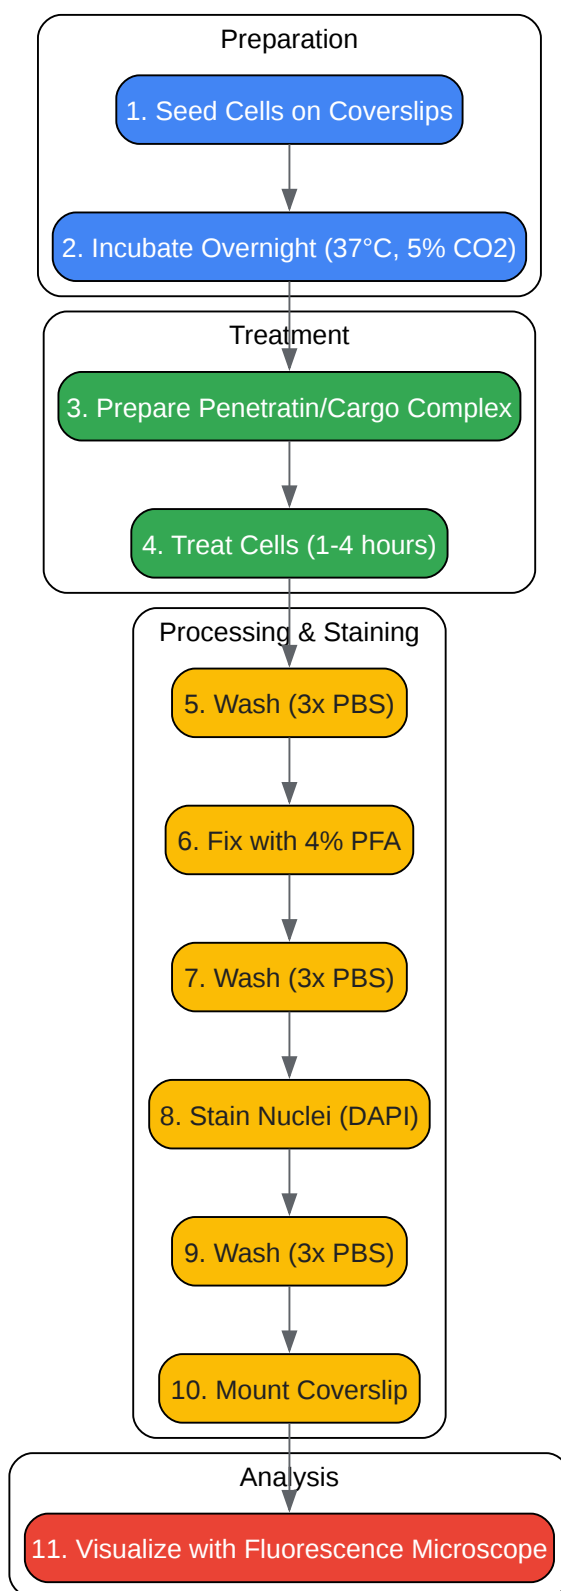 Preparation
1. Seed Cells on Coverslips
2. Incubate Overnight (37°C, 5% CO2)
Treatment
3. Prepare Penetratin/Cargo Complex
4. Treat Cells (1-4 hours)
Processing & Staining
5. Wash (3x PBS)
6. Fix with 4% PFA
7. Wash (3x PBS)
8. Stain Nuclei (DAPI)
9. Wash (3x PBS)
10. Mount Coverslip
Analysis
11. Visualize with Fluorescence Microscope